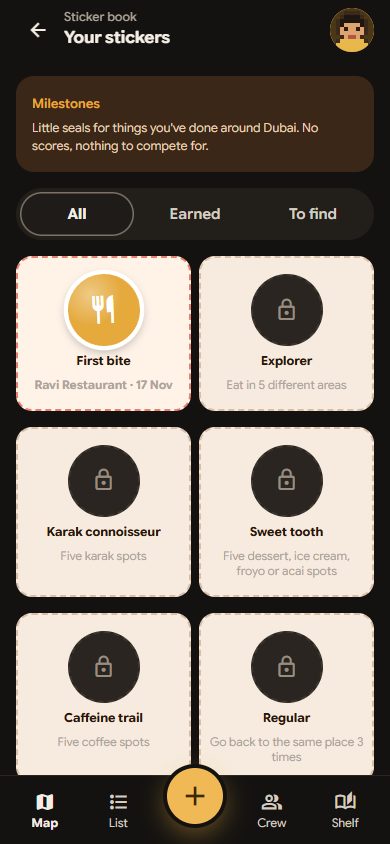 Sticker book
Your stickers
Milestones
Little seals for things you've done around Dubai. No
scores, nothing to compete for.
All
Earned
To find
First bite
Ravi Restaurant · 17 Nov
Explorer
Eat in 5 different areas
Karak connoisseur
Five karak spots
Sweet tooth
Five dessert, ice cream,
froyo or acai spots
Caffeine trail
Five coffee spots
Regular
Go back to the same place 3
times
Map
List
Crew
Shelf